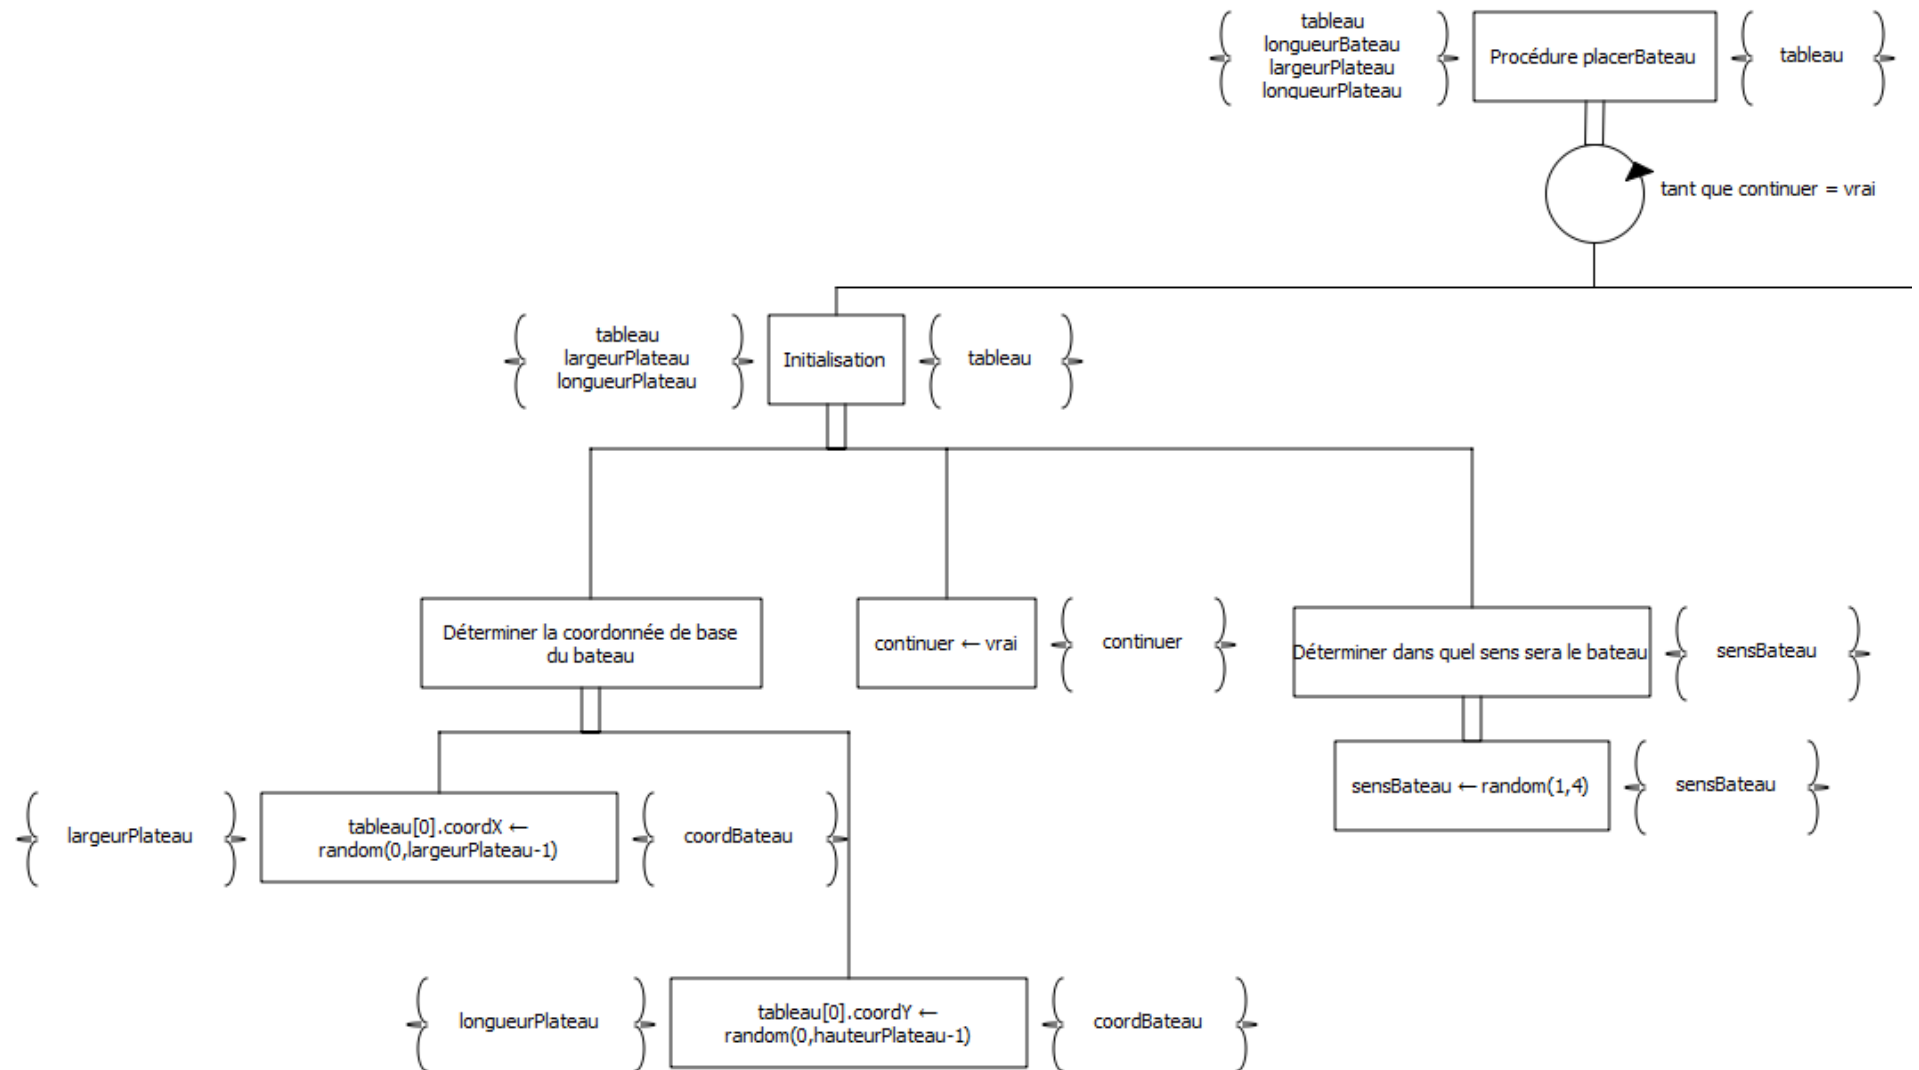 tableau
longueurBateau
largeurPlateau
longueurPlateau
Procédure placerBateau
tableau
tant que continuer = vrai
tableau
largeurPlateau
longueurPlateau
Initialisation
tableau
Déterminer la coordonnée de base
du bateau
continuer ← vrai
continuer
Déterminer dans quel sens sera le bateau
sensBateau
sensBateau ← random(1,4)
sensBateau
largeurPlateau
tableau[0].coordX ←
random(0,largeurPlateau-1)
coordBateau
longueurPlateau
tableau[0].coordY ←
random(0,hauteurPlateau-1)
coordBateau